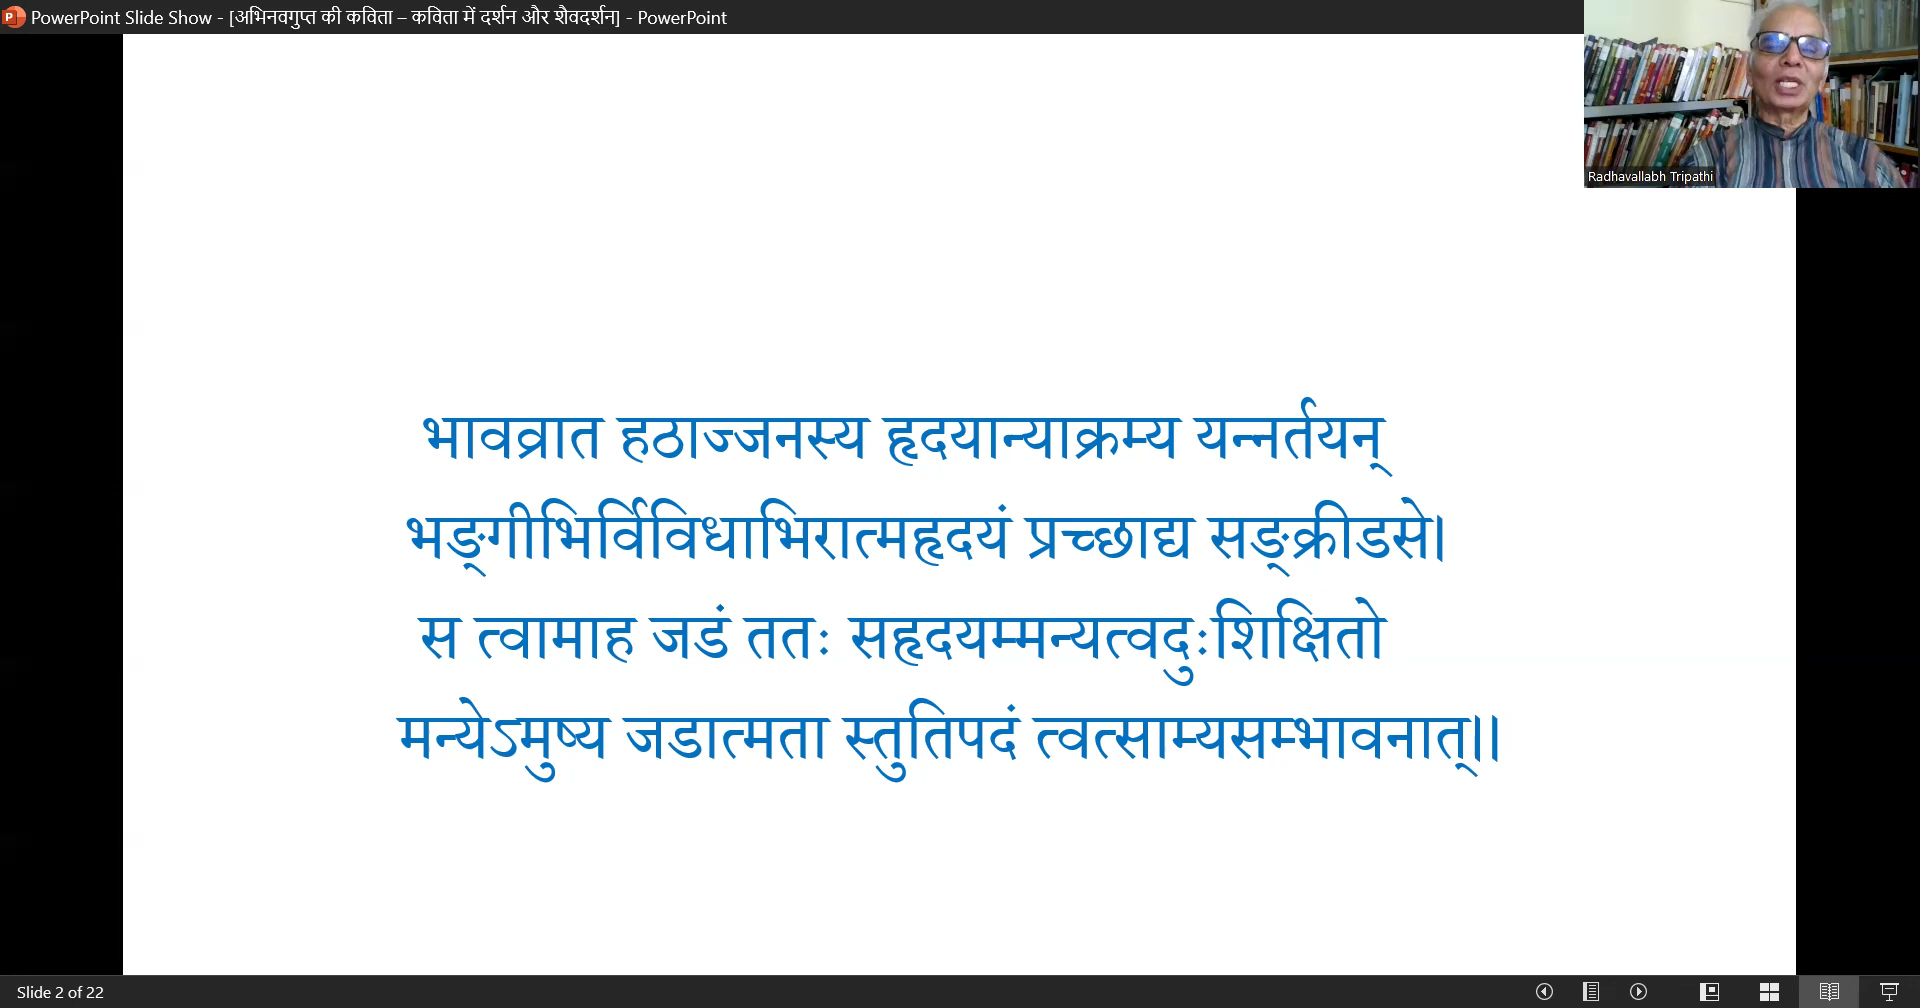 PowerPoint Slide Show - [अभिनवगुप्त की कविता – कविता में दर्शन और शैवदर्शन] - PowerPoint
Radhavallabh Tripathi
भावव्रात हठाज्जनस्य हृदयान्याक्रम्य यन्नर्तयन्
भङ्गीभिर्विविधाभिरात्महृदयं प्रच्छाद्य सङ्क्रीडसे।
स त्वामाह जडं ततः सहृदयम्मन्यत्वदुःशिक्षितो
मन्येऽमुष्य जडात्मता स्तुतिपदं त्वत्साम्यसम्भावनात्।।
Slide 2 of 22